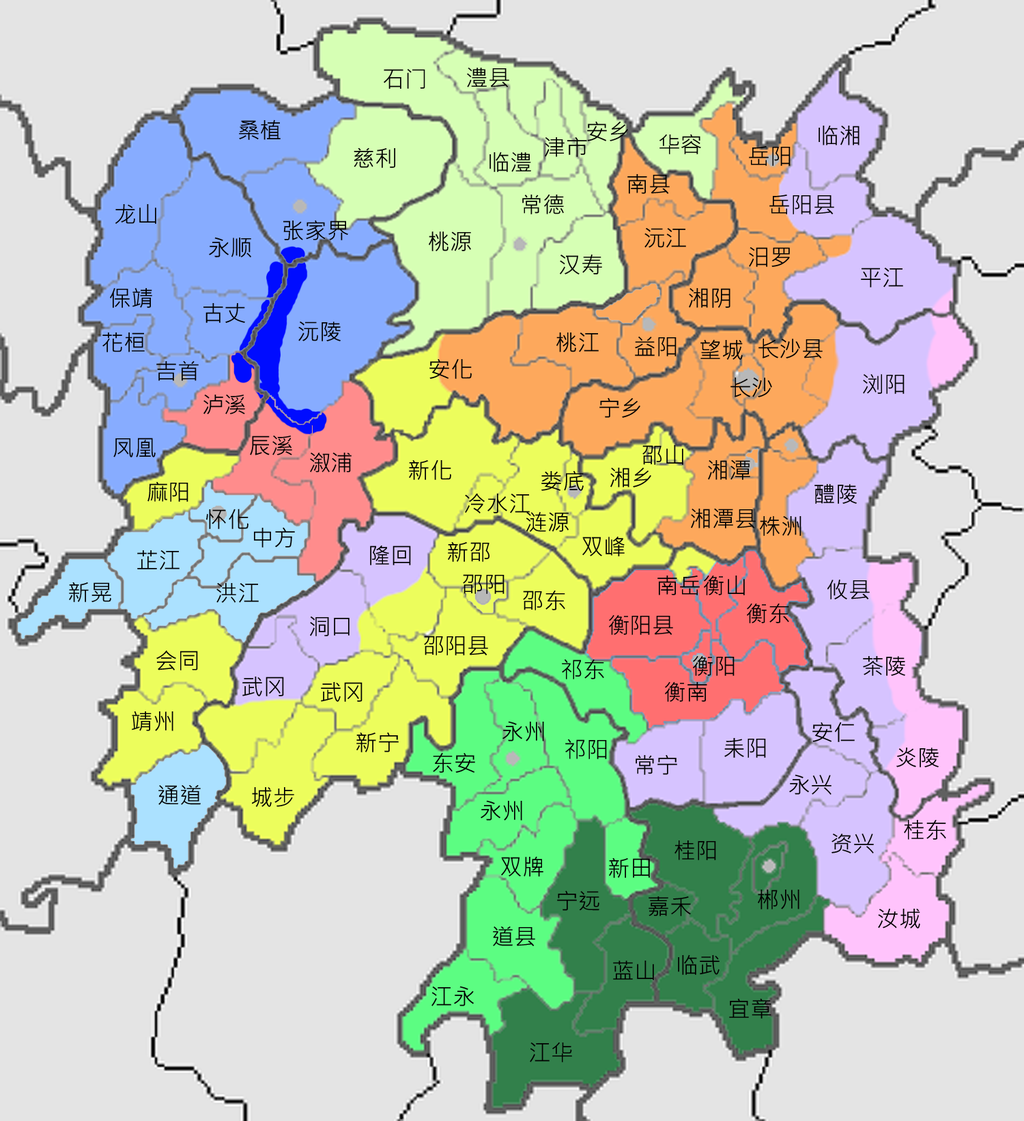 石门
澧县
安乡
津市
临澧
慈利
桑植
华容
岳阳
临湘
南县
岳阳县
常德
桃源
沅江
汉寿
汨罗
平江
湘阴
龙山
永顺
张家界
保靖
古丈
沅陵
花桓
吉首
桃江
益阳
望城
长沙县
长沙
浏阳
安化
宁乡
泸溪
凤凰
辰溪
溆浦
麻阳
新化
娄底
冷水江
涟源
湘乡
邵山
湘潭
湘潭县
株洲
醴陵
双峰
怀化
中方
芷江
新晃
洪江
隆回
新邵
邵阳
邵东
邵阳县
南岳
衡山
衡东
衡阳县
衡阳
衡南
攸县
茶陵
洞口
会同
武冈
武冈
靖州
新宁
城步
通道
祁东
永州
祁阳
东安
永州
双牌
新田
常宁
耒阳
安仁
永兴
炎陵
资兴
桂东
桂阳
郴州
汝城
宁远
嘉禾
道县
蓝山
临武
宜章
江永
江华